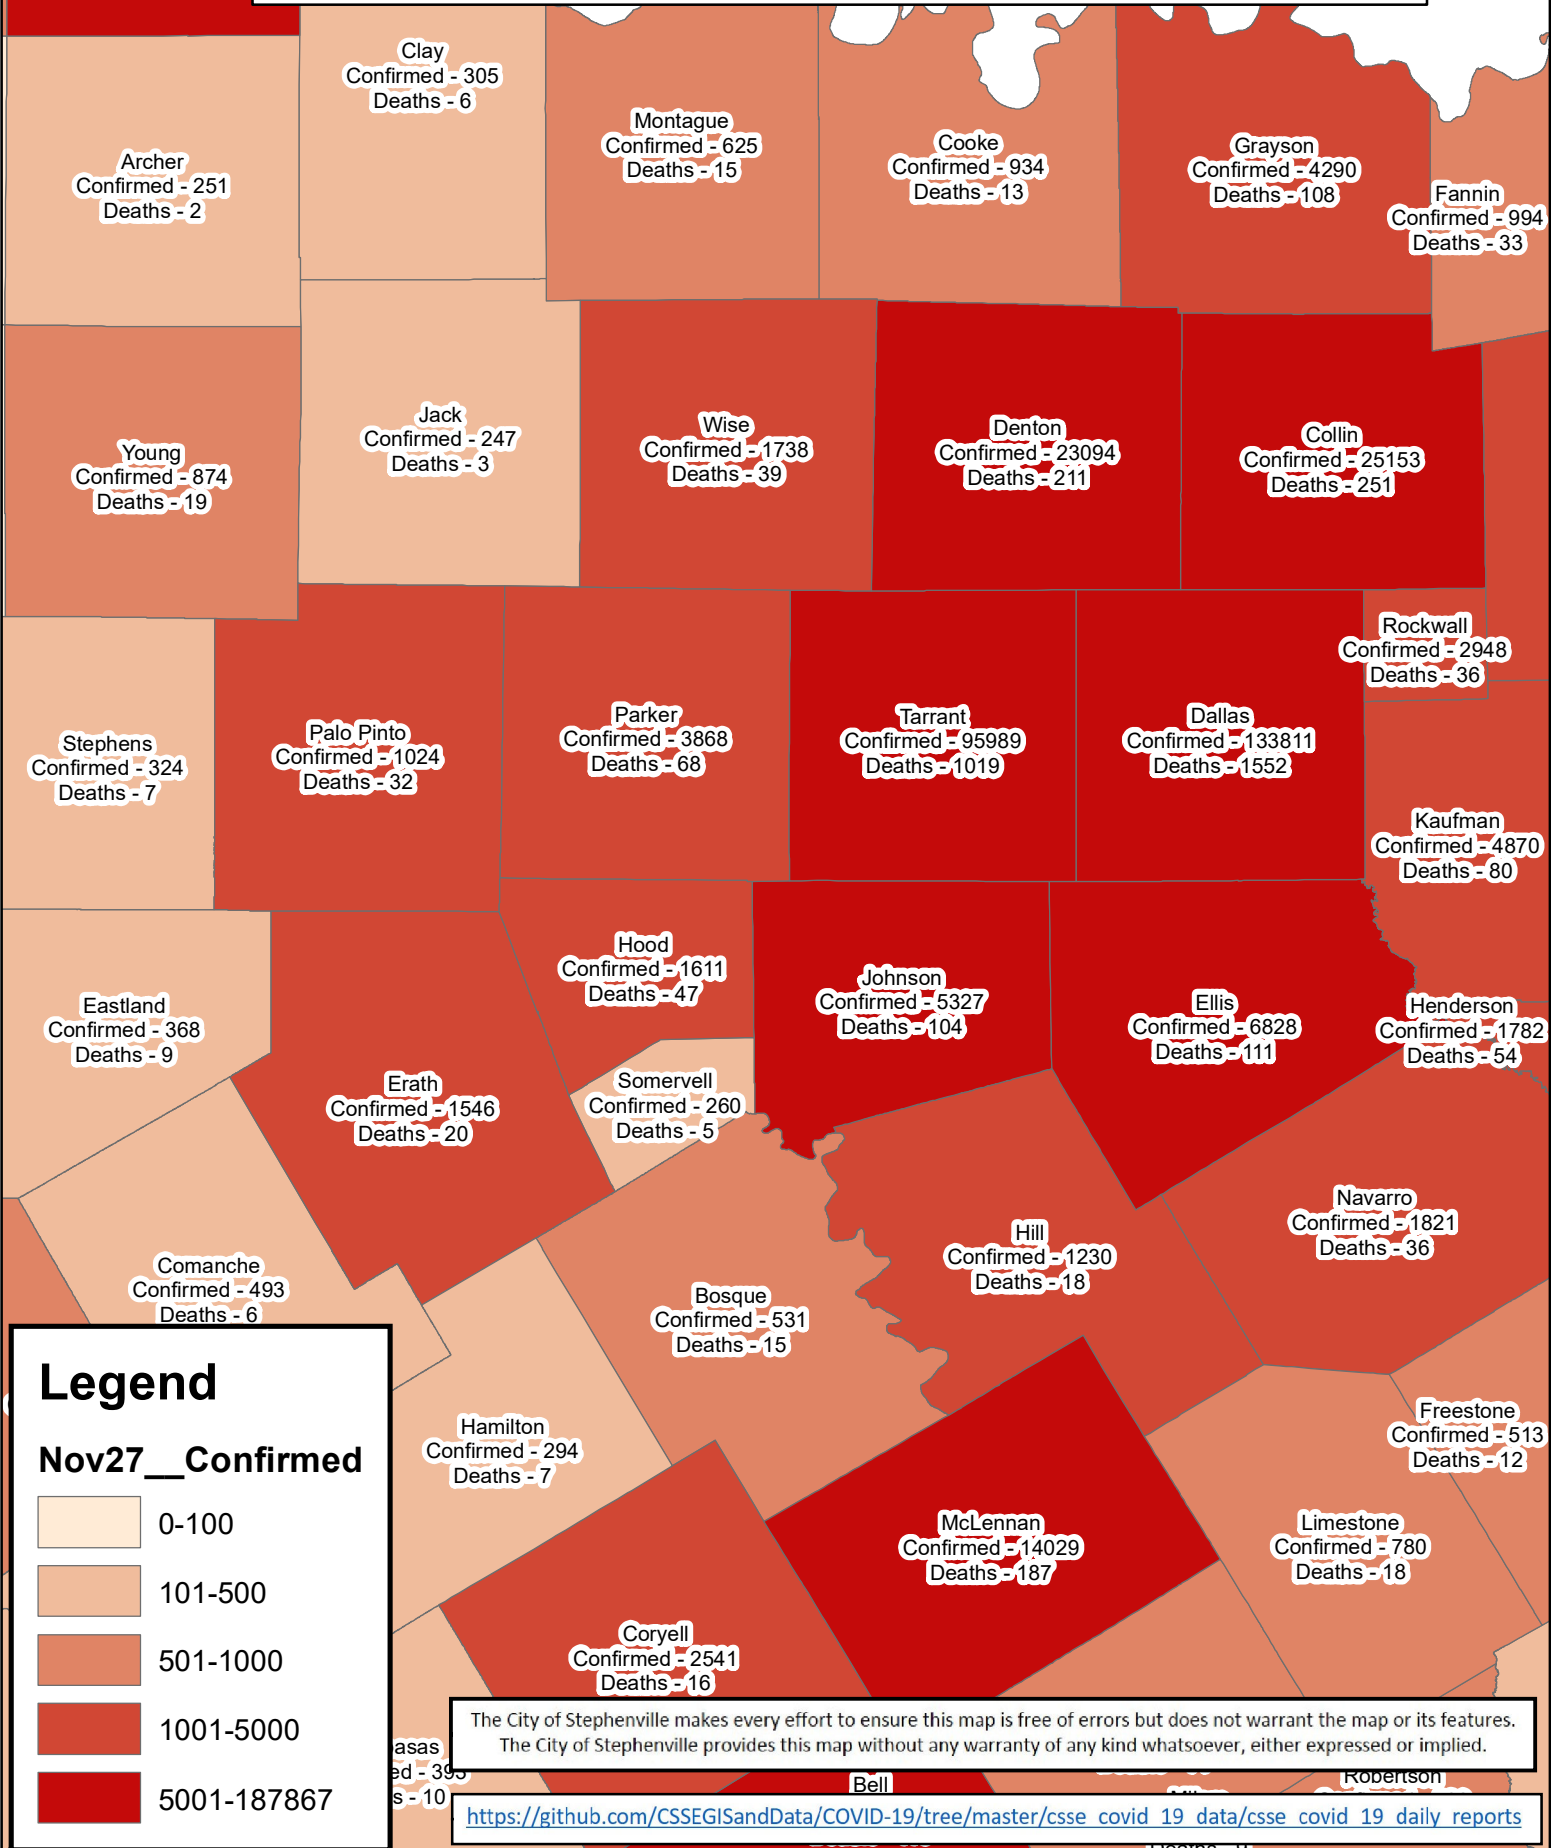 Clay
Confirmed - 305
Deaths - 6
Montague
Confirmed - 625
Deaths - 15
Cooke
Confirmed - 934
Deaths - 13
Grayson
Confirmed - 4290
Deaths - 108
Archer
Confirmed - 251
Deaths - 2
Fannin
Confirmed - 994
Deaths - 33
Young
Confirmed - 874
Deaths - 19
Jack
Confirmed - 247
Deaths - 3
Wise
Confirmed - 1738
Deaths - 39
Denton
Confirmed - 23094
Deaths - 211
Collin
Confirmed - 25153
Deaths - 251
Rockwall
Confirmed - 2948
Deaths - 36
Stephens
Confirmed - 324
Deaths - 7
Palo Pinto
Confirmed - 1024
Deaths - 32
Parker
Confirmed - 3868
Deaths - 68
Tarrant
Confirmed - 95989
Deaths - 1019
Dallas
Confirmed - 133811
Deaths - 1552
Kaufman
Confirmed - 4870
Deaths - 80
Eastland
Confirmed - 368
Deaths - 9
Hood
Confirmed - 1611
Deaths - 47
Johnson
Confirmed - 5327
Deaths - 104
Ellis
Confirmed - 6828
Deaths - 111
Henderson
Confirmed - 1782
Deaths - 54
Erath
Confirmed - 1546
Deaths - 20
Somervell
Confirmed - 260
Deaths - 5
Comanche
Confirmed - 493
Deaths - 6
Bosque
Confirmed - 531
Deaths - 15
Hill
Confirmed - 1230
Deaths - 18
Navarro
Confirmed - 1821
Deaths - 36
Hamilton
Confirmed - 294
Deaths - 7
McLennan
Confirmed - 14029
Deaths - 187
Limestone
Confirmed - 780
Deaths - 18
Freestone
Confirmed - 513
Deaths - 12
Coryell
Confirmed - 2541
Deaths - 16
asas
ed - 393
s - 10
Bell
Robertson
Legend
Nov27__Confirmed
0-100
101-500
501-1000
1001-5000
5001-187867
The City of Stephenville makes every effort to ensure this map is free of errors but does not warrant the map or its features.
The City of Stephenville provides this map without any warranty of any kind whatsoever, either expressed or implied.
https://github.com/CSSEGISandData/COVID-19/tree/master/csse_covid_19_data/csse_covid_19_daily_reports